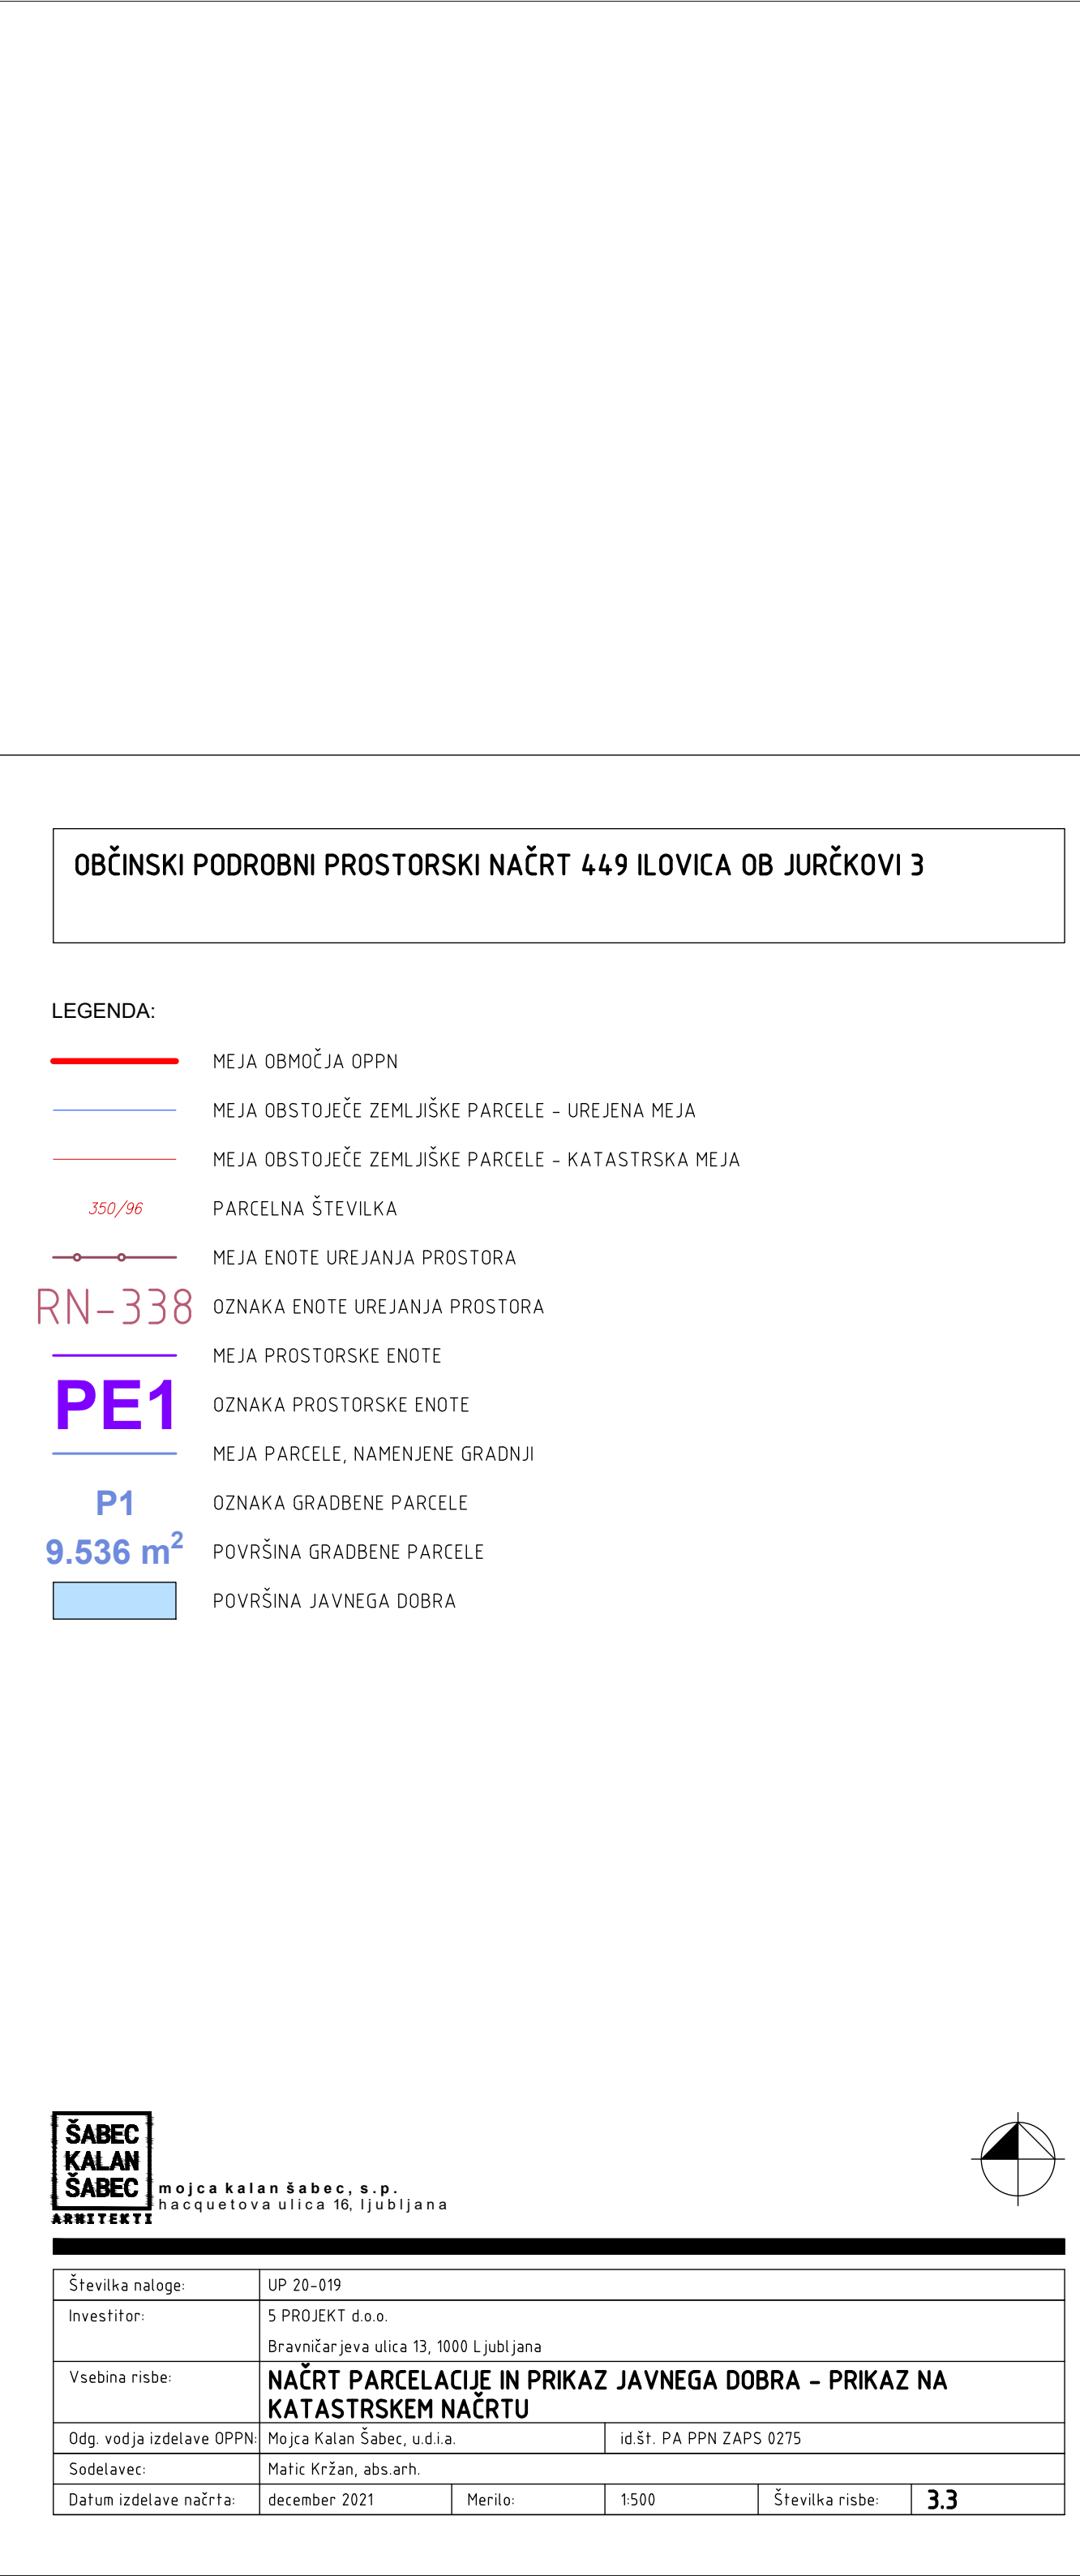 OBČINSKI PODROBNI PROSTORSKI NAČRT 449 ILOVICA OB JURČKOVI 3
LEGENDA:
MEJA OBMOČJA OPPN
MEJA OBSTOJEČE ZEMLJIŠKE PARCELE - UREJENA MEJA
MEJA OBSTOJEČE ZEMLJIŠKE PARCELE - KATASTRSKA MEJA
350/96 PARCELNA ŠTEVILKA
MEJA ENOTE UREJANJA PROSTORA
RN-338 OZNAKA ENOTE UREJANJA PROSTORA
MEJA PROSTORSKE ENOTE
PE1 OZNAKA PROSTORSKE ENOTE
MEJA PARCELE, NAMENJENE GRADNJI
P1 OZNAKA GRADBENE PARCELE
9.536 m² POVRŠINA GRADBENE PARCELE
POVRŠINA JAVNEGA DOBRA
ŠABEC
KALAN
ŠABEC
ARHITEKTI
mojca kalan šabec, s.p.
hacquetova ulica 16, ljubljana
Številka naloge: UP 20-019
Investitor: 5 PROJEKT d.o.o.
Bravničarjeva ulica 13, 1000 Ljubljana
Vsebina risbe: NAČRT PARCELACIJE IN PRIKAZ JAVNEGA DOBRA - PRIKAZ NA
KATASTRSKEM NAČRTU
Odg. vodja izdelave OPPN: Mojca Kalan Šabec, u.d.i.a. id.št. PA PPN ZAPS 0275
Sodelavec: Matic Kržan, abs.arh.
Datum izdelave načrta: december 2021 Merilo: 1:500 Številka risbe: 3.3